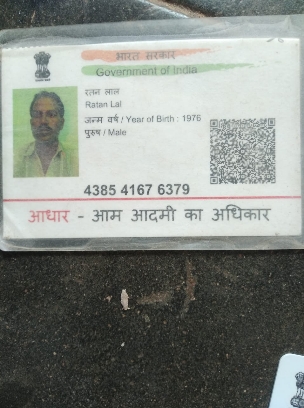 भारत सरकार
Government of India
रतन लाल
Ratan Lal
जन्म वर्ष / Year of Birth : 1976
पुरुष / Male
4385 4167 6379
आधार - आम आदमी का अधिकार